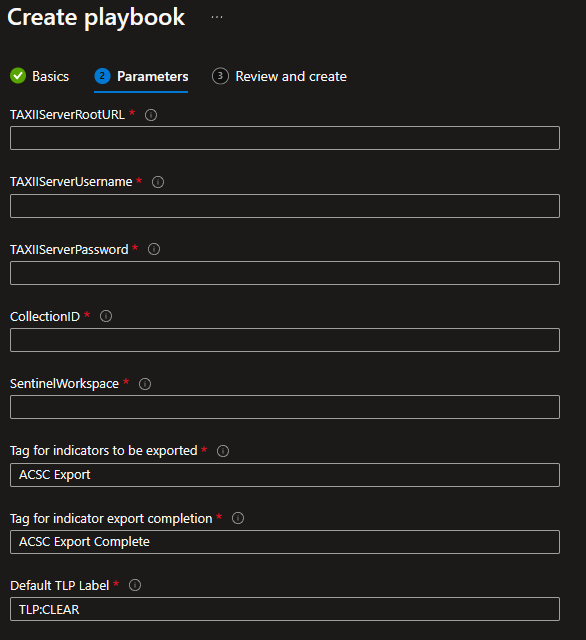 Create playbook ...
Basics 2 Parameters 3 Review and create
TAXIIServerRootURL *
TAXIIServerUsername *
TAXIIServerPassword *
CollectionID *
SentinelWorkspace *
Tag for indicators to be exported *
ACSC Export
Tag for indicator export completion *
ACSC Export Complete
Default TLP Label *
TLP:CLEAR